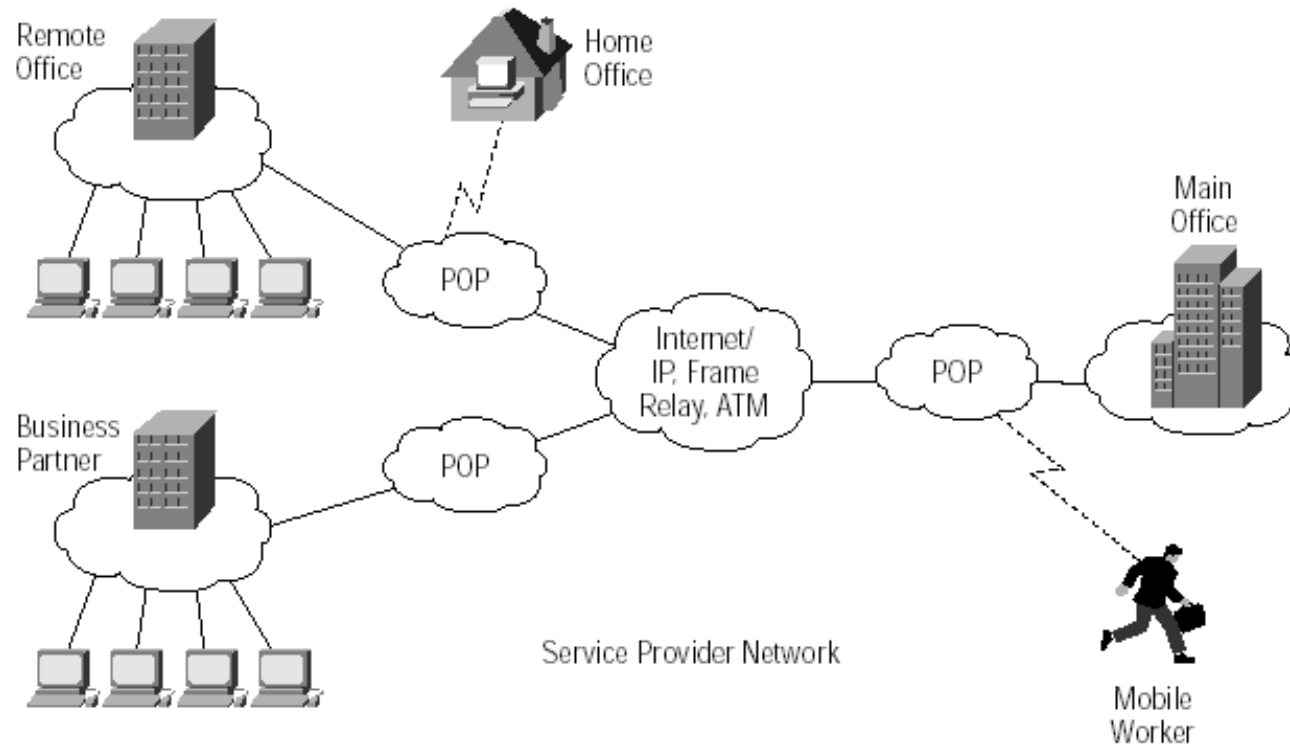 Remote
Office
Home
Office
Main
Office
POP
Internet/
IP, Frame
Relay, ATM
POP
Business
Partner
POP
Service Provider Network
Mobile
Worker